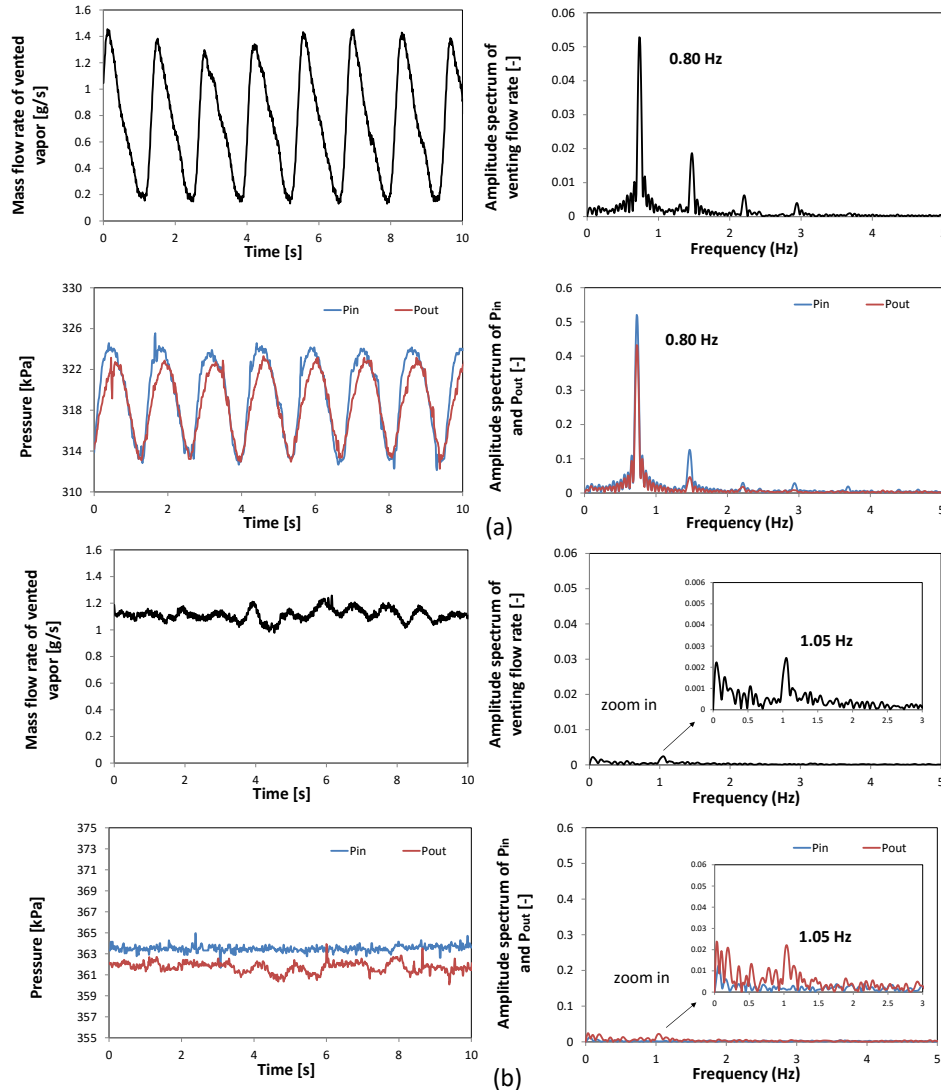 Mass flow rate of vented
vapor [g/s]
1.6
1.4
1.2
1
0.8
0.6
0.4
0.2
0
0 2 4 6 8 10
Time [s]
Amplitude spectrum of
venting flow rate [-]
0.06
0.05
0.04
0.03
0.02
0.01
0
0.80 Hz
0 1 2 3 4 5
Frequency (Hz)
Pressure [kPa]
330
326
322
318
314
310
Pin Pout
0 2 4 6 8 10
Time [s]
Amplitude spectrum of Pin
and Pout [-]
0.6
0.5
0.4
0.3
0.2
0.1
0
Pin Pout
0.80 Hz
0 1 2 3 4 5
Frequency (Hz)
(a)
Mass flow rate of vented
vapor [g/s]
1.6
1.4
1.2
1
0.8
0.6
0.4
0.2
0
0 2 4 6 8 10
Time [s]
Amplitude spectrum of
venting flow rate [-]
0.06
0.05
0.04
0.03
0.02
0.01
0
0.006
0.005
0.004
0.003
0.002
0.001
0
1.05 Hz
0 0.5 1 1.5 2 2.5 3
zoom in
0 1 2 3 4 5
Frequency (Hz)
Pressure [kPa]
375
373
371
369
367
365
363
361
359
357
355
Pin Pout
0 2 4 6 8 10
Time [s]
Amplitude spectrum of Pin
and Pout [-]
0.6
0.5
0.4
0.3
0.2
0.1
0
Pin Pout
0.06
0.05
0.04
0.03
0.02
0.01
0
1.05 Hz
0 0.5 1 1.5 2 2.5 3
zoom in
0 1 2 3 4 5
Frequency (Hz)
(b)